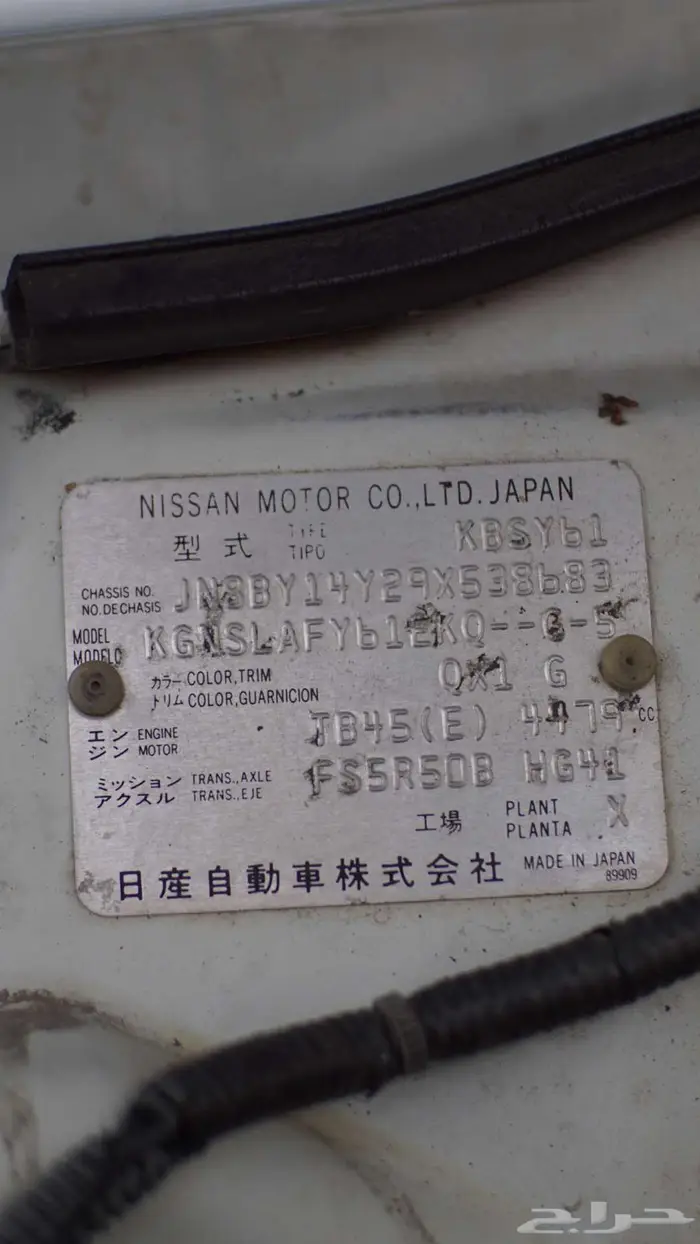 NISSAN MOTOR CO.,LTD. JAPAN
型式 TYPE TIPO KBSY61
CHASSIS NO. NO.DECHASIS JN8BY14Y29X538683
MODEL MODELO KGNSLAFY61EKQ--G-5
カラー トリム COLOR,TRIM COLOR,GUARNICION QX1 G
エンジン ENGINE MOTOR TB45(E) 4479 CC
ミッション アクスル TRANS.,AXLE TRANS.,EJE FS5R50B HG41
工場 PLANT PLANTA X
日産自動車株式会社 MADE IN JAPAN
89909
حراج